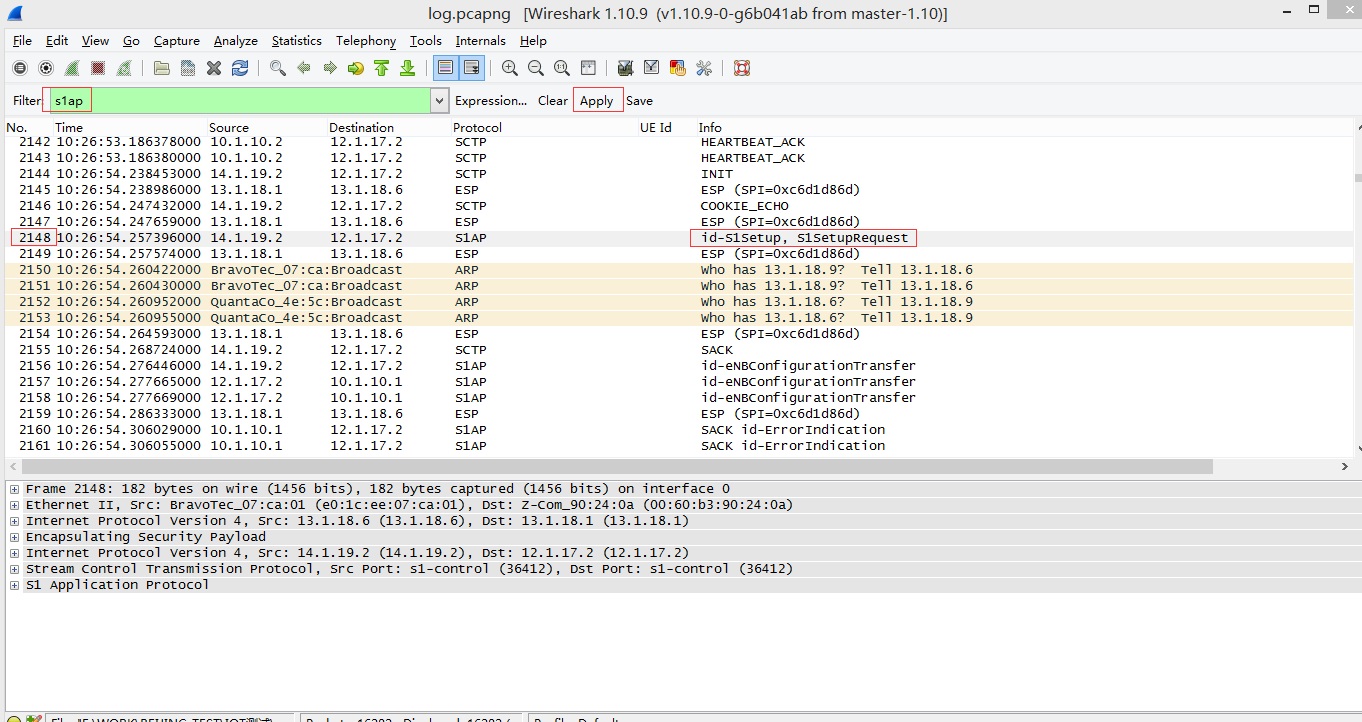 log.pcapng [Wireshark 1.10.9 (v1.10.9-0-g6b041ab from master-1.10)]
File Edit View Go Capture Analyze Statistics Telephony Tools Internals Help
Filter: s1ap Expression... Clear Apply Save
No. Time Source Destination Protocol UE Id Info
2142 10:26:53.186378000 10.1.10.2 12.1.17.2 SCTP HEARTBEAT_ACK
2143 10:26:53.186380000 10.1.10.2 12.1.17.2 SCTP HEARTBEAT_ACK
2144 10:26:54.238453000 14.1.19.2 12.1.17.2 SCTP INIT
2145 10:26:54.238986000 13.1.18.1 13.1.18.6 ESP ESP (SPI=0xc6d1d86d)
2146 10:26:54.247432000 14.1.19.2 12.1.17.2 SCTP COOKIE_ECHO
2147 10:26:54.247659000 13.1.18.1 13.1.18.6 ESP ESP (SPI=0xc6d1d86d)
2148 10:26:54.257396000 14.1.19.2 12.1.17.2 S1AP id-S1Setup, S1SetupRequest
2149 10:26:54.257574000 13.1.18.1 13.1.18.6 ESP ESP (SPI=0xc6d1d86d)
2150 10:26:54.260422000 BravoTec_07:ca: Broadcast ARP Who has 13.1.18.9? Tell 13.1.18.6
2151 10:26:54.260430000 BravoTec_07:ca: Broadcast ARP Who has 13.1.18.9? Tell 13.1.18.6
2152 10:26:54.260952000 QuantaCo_4e:5c: Broadcast ARP Who has 13.1.18.6? Tell 13.1.18.9
2153 10:26:54.260955000 QuantaCo_4e:5c: Broadcast ARP Who has 13.1.18.6? Tell 13.1.18.9
2154 10:26:54.264593000 13.1.18.1 13.1.18.6 ESP ESP (SPI=0xc6d1d86d)
2155 10:26:54.268724000 14.1.19.2 12.1.17.2 SCTP SACK
2156 10:26:54.276446000 14.1.19.2 12.1.17.2 S1AP id-eNBConfigurationTransfer
2157 10:26:54.277665000 12.1.17.2 10.1.10.1 S1AP id-eNBConfigurationTransfer
2158 10:26:54.277669000 12.1.17.2 10.1.10.1 S1AP id-eNBConfigurationTransfer
2159 10:26:54.286333000 13.1.18.1 13.1.18.6 ESP ESP (SPI=0xc6d1d86d)
2160 10:26:54.306029000 10.1.10.1 12.1.17.2 S1AP SACK id-ErrorIndication
2161 10:26:54.306055000 10.1.10.1 12.1.17.2 S1AP SACK id-ErrorIndication
Frame 2148: 182 bytes on wire (1456 bits), 182 bytes captured (1456 bits) on interface 0
Ethernet II, Src: BravoTec_07:ca:01 (e0:1c:ee:07:ca:01), Dst: Z-Com_90:24:0a (00:60:b3:90:24:0a)
Internet Protocol Version 4, Src: 13.1.18.6 (13.1.18.6), Dst: 13.1.18.1 (13.1.18.1)
Encapsulating Security Payload
Internet Protocol Version 4, Src: 14.1.19.2 (14.1.19.2), Dst: 12.1.17.2 (12.1.17.2)
Stream Control Transmission Protocol, Src Port: s1-control (36412), Dst Port: s1-control (36412)
S1 Application Protocol